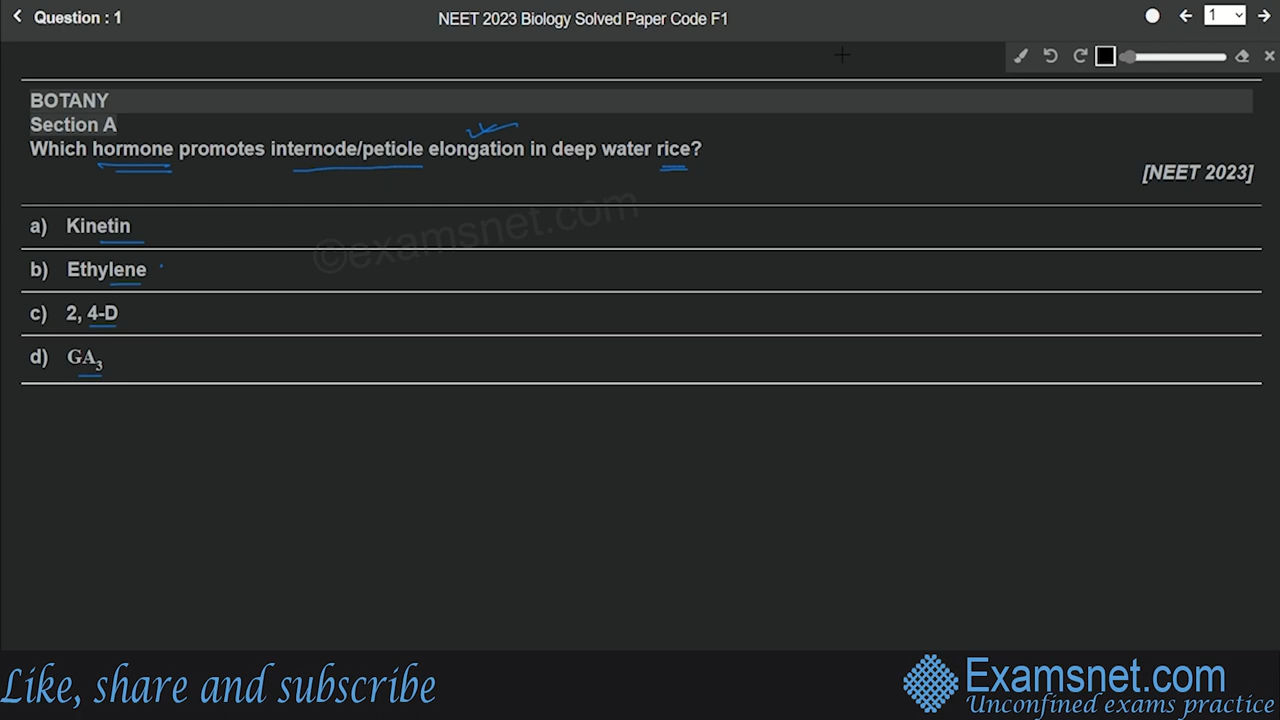 Question : 1
NEET 2023 Biology Solved Paper Code F1
1
BOTANY
Section A
Which hormone promotes internode/petiole elongation in deep water rice?
[NEET 2023]
a) Kinetin
©examsnet.com
b) Ethylene
c) 2, 4-D
d) GA₃
Like, share and subscribe
Examsnet.com
Unconfined exams practice